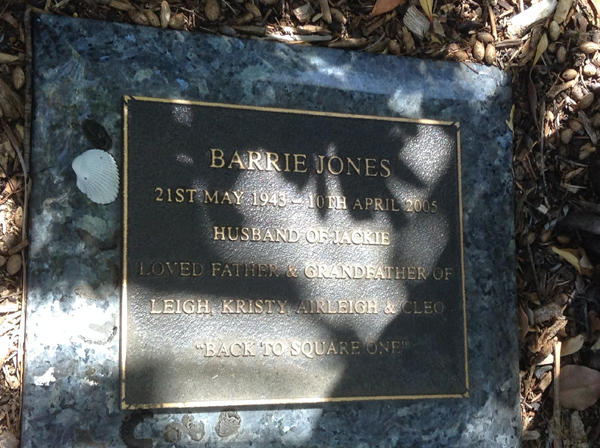 BARRIE JONES
21ST MAY 1943 - 10TH APRIL 2005
HUSBAND OF JACKIE
LOVED FATHER & GRANDFATHER OF
LEIGH, KRISTY, AIRLEIGH & CLEO
"BACK TO SQUARE ONE"